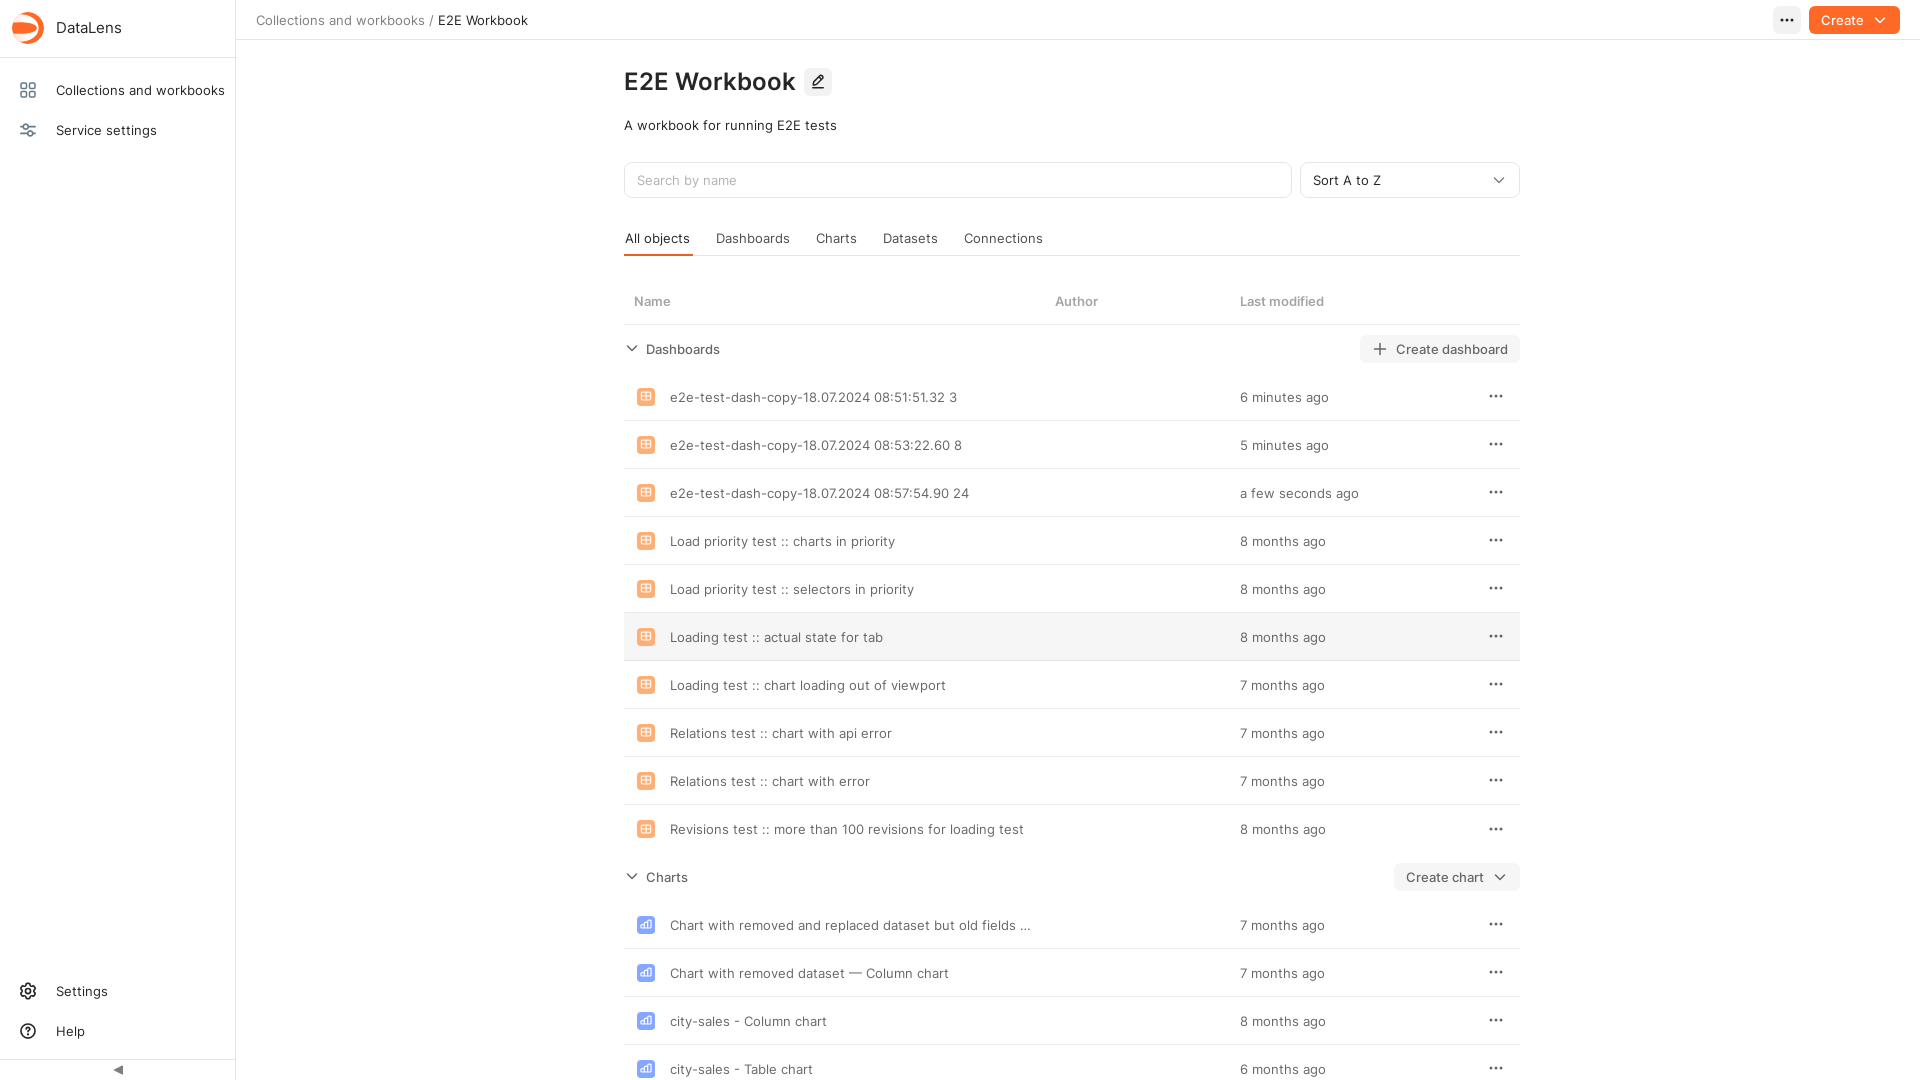 DataLens
Collections and workbooks / E2E Workbook
Create
Collections and workbooks
Service settings
E2E Workbook
A workbook for running E2E tests
Search by name
Sort A to Z
All objects
Dashboards
Charts
Datasets
Connections
Name
Author
Last modified
Dashboards
Create dashboard
e2e-test-dash-copy-18.07.2024 08:51:51.32 3
6 minutes ago
e2e-test-dash-copy-18.07.2024 08:53:22.60 8
5 minutes ago
e2e-test-dash-copy-18.07.2024 08:57:54.90 24
a few seconds ago
Load priority test :: charts in priority
8 months ago
Load priority test :: selectors in priority
8 months ago
Loading test :: actual state for tab
8 months ago
Loading test :: chart loading out of viewport
7 months ago
Relations test :: chart with api error
7 months ago
Relations test :: chart with error
7 months ago
Revisions test :: more than 100 revisions for loading test
8 months ago
Charts
Create chart
Chart with removed and replaced dataset but old fields ...
7 months ago
Chart with removed dataset — Column chart
7 months ago
city-sales - Column chart
8 months ago
city-sales - Table chart
6 months ago
Settings
Help